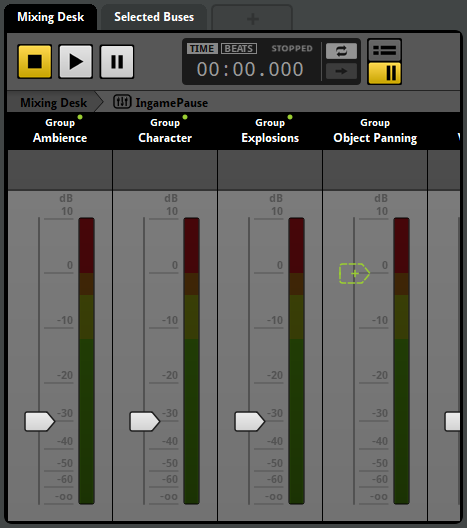 Mixing Desk Selected Buses +
TIME BEATS STOPPED
00:00.000
Mixing Desk IngamePause
Group Group Group Group
Ambience Character Explosions Object Panning
dB dB dB dB
10 10 10 10
0 0 0 0
-10 -10 -10 -10
-20 -20 -20 -20
-30 -30 -30 -30
-40 -40 -40 -40
-50 -50 -50 -50
-60 -60 -60 -60
-oo -oo -oo -oo